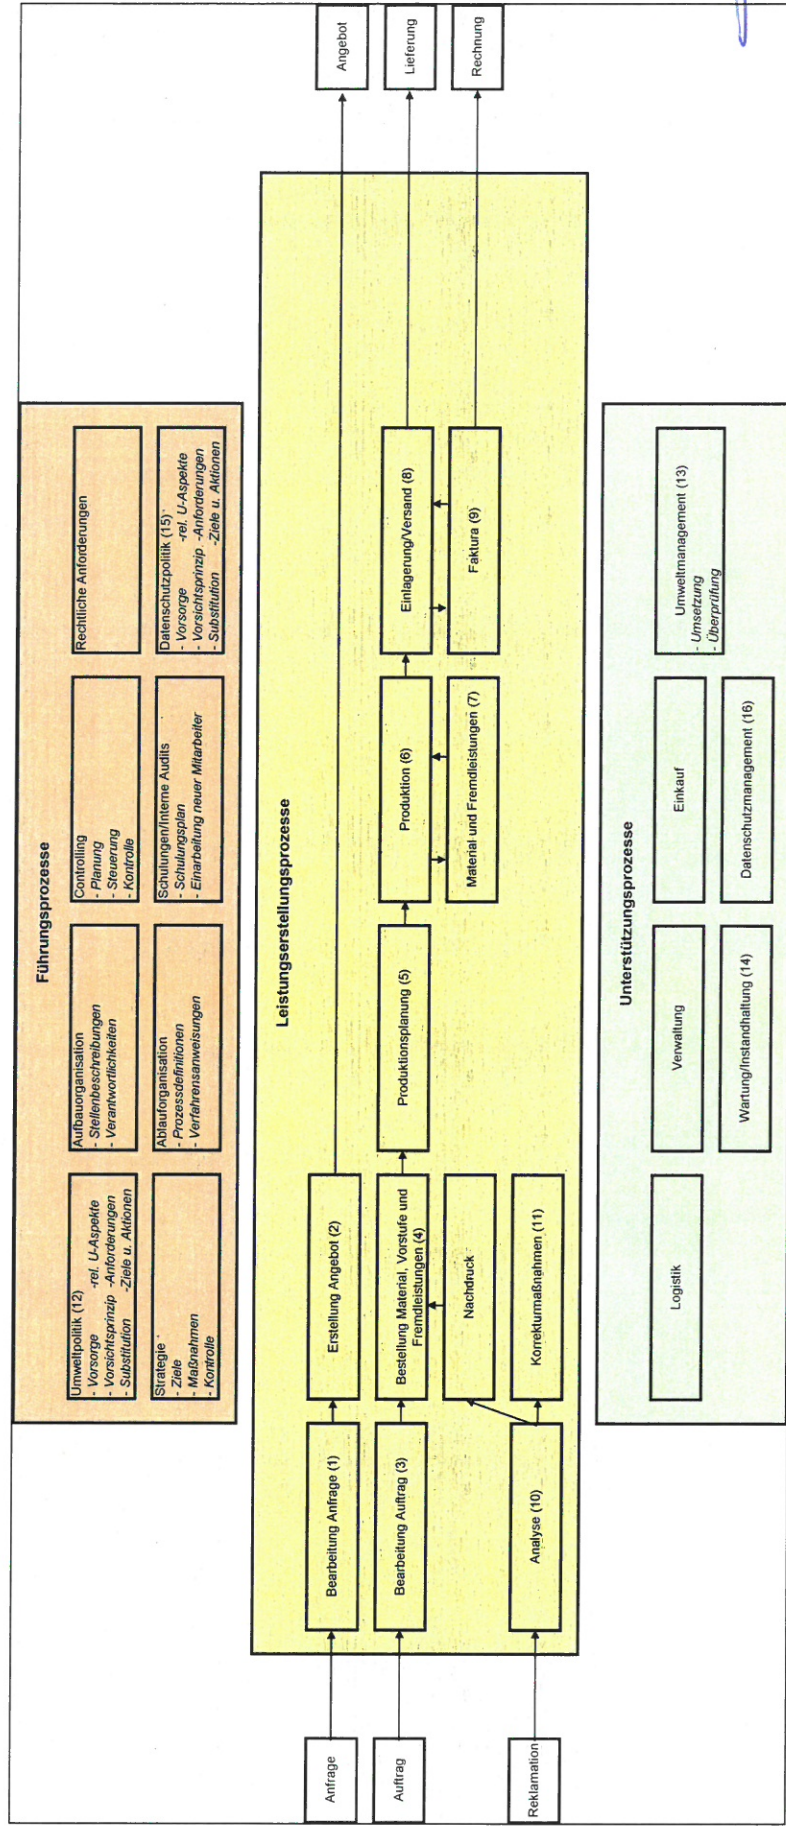 Führungsprozesse
Umweltpolitik (12)
- Vorsorge -rel. U-Aspekte
- Vorsichtsprinzip -Anforderungen
- Substitution -Ziele u. Aktionen
Aufbauorganisation
- Stellenbeschreibungen
- Verantwortlichkeiten
Controlling
- Planung
- Steuerung
- Kontrolle
Rechtliche Anforderungen
Strategie
- Ziele
- Maßnahmen
- Kontrolle
Ablauforganisation
- Prozessdefinitionen
- Verfahrensanweisungen
Schulungen/Interne Audits
- Schulungsplan
- Einarbeitung neuer Mitarbeiter
Datenschutzpolitik (15)
- Vorsorge -rel. U-Aspekte
- Vorsichtsprinzip -Anforderungen
- Substitution -Ziele u. Aktionen
Leistungserstellungsprozesse
Anfrage
Bearbeitung Anfrage (1)
Erstellung Angebot (2)
Angebot
Auftrag
Bearbeitung Auftrag (3)
Bestellung Material, Vorstufe und
Fremdleistungen (4)
Produktionsplanung (5)
Produktion (6)
Einlagerung/Versand (8)
Lieferung
Nachdruck
Material und Fremdleistungen (7)
Faktura (9)
Rechnung
Reklamation
Analyse (10)
Korrekturmaßnahmen (11)
Unterstützungsprozesse
Logistik
Verwaltung
Einkauf
Umweltmanagement (13)
- Umsetzung
- Überprüfung
Wartung/Instandhaltung (14)
Datenschutzmanagement (16)